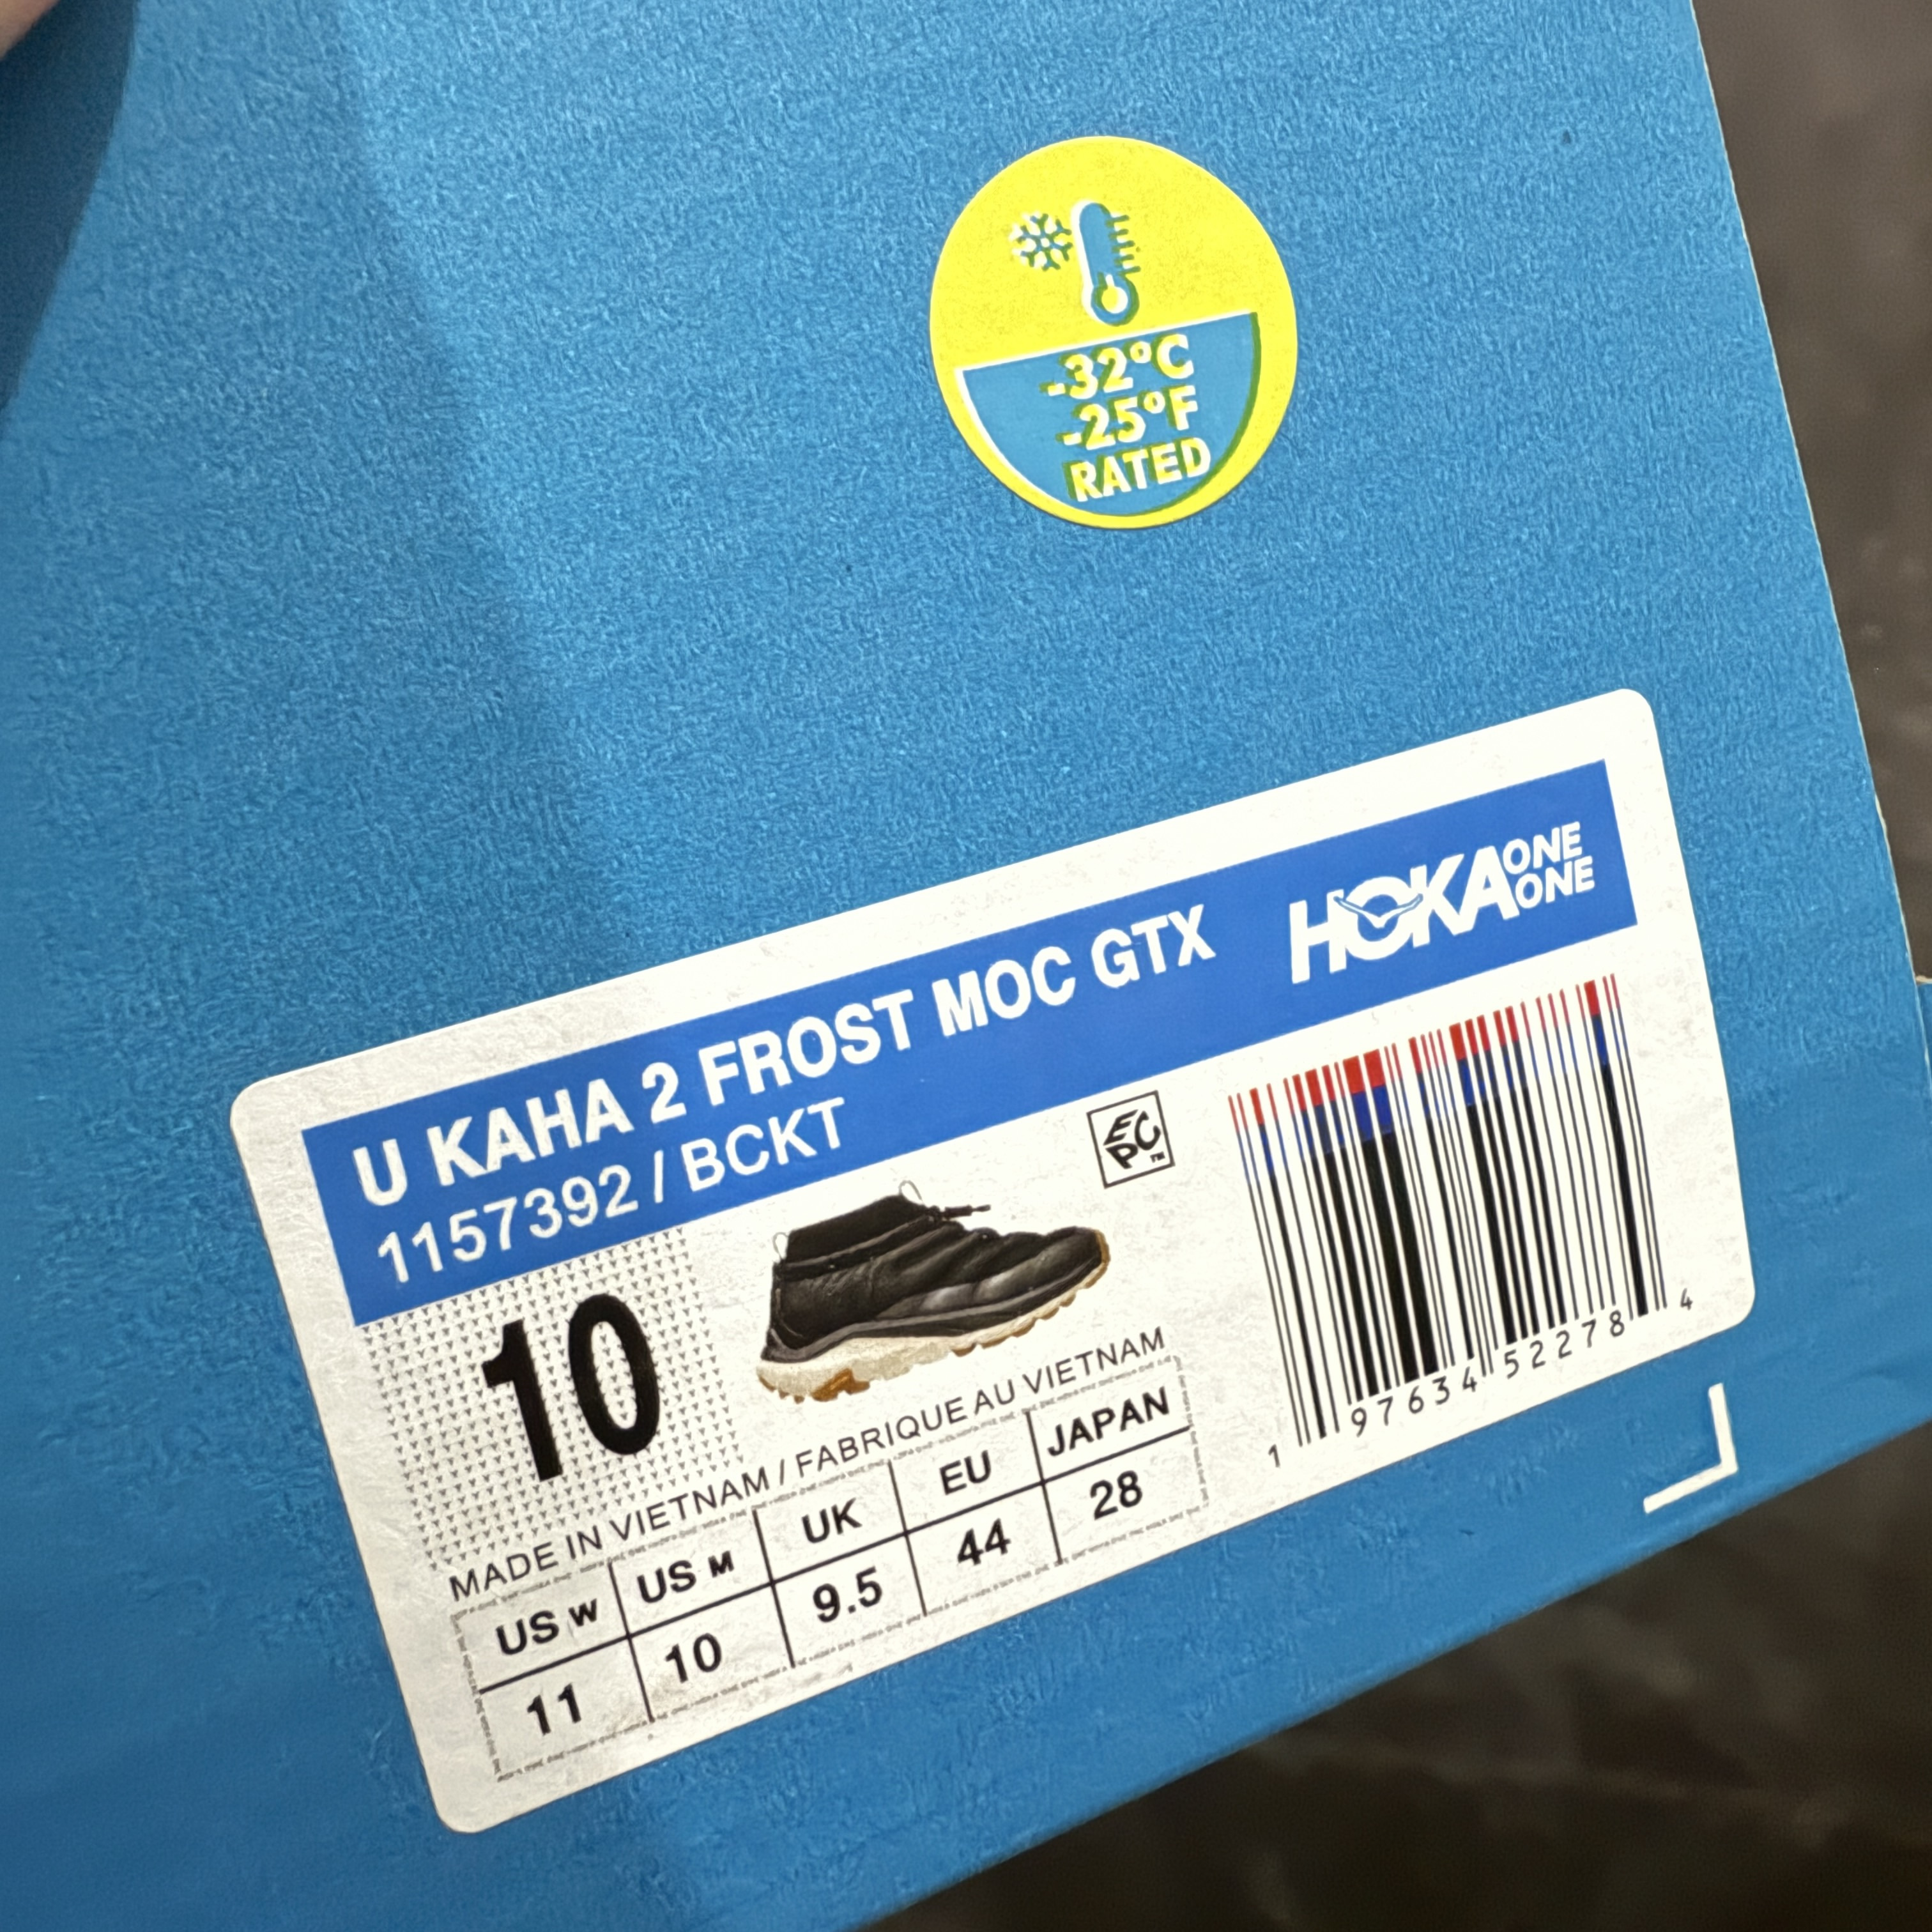 -32°C
-25°F
RATED
U KAHA 2 FROST MOC GTX
HOKA ONE ONE
1157392 / BCKT
EPC™
10
MADE IN VIETNAM / FABRIQUE AU VIETNAM
US W US M UK EU JAPAN
11 10 9.5 44 28
1 97634 52278 4